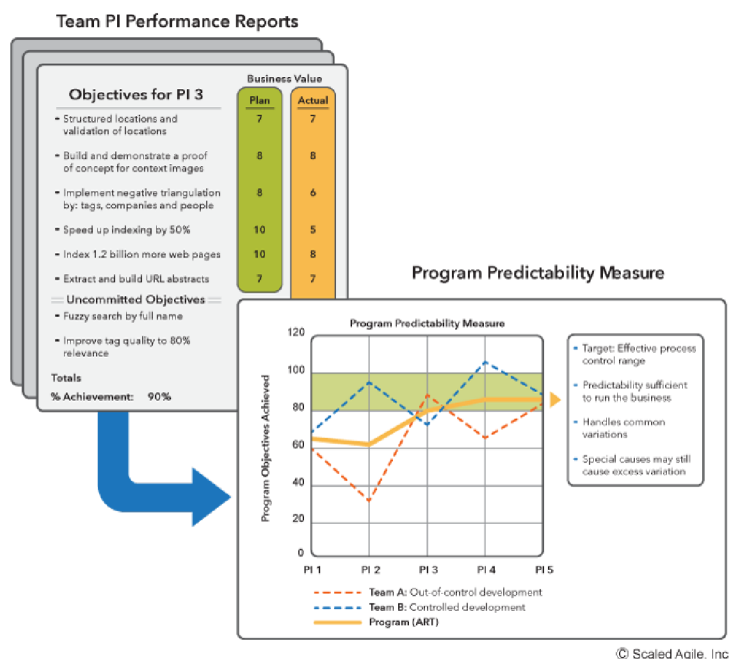 Team PI Performance Reports
Business Value
Objectives for PI 3
Plan
Actual
- Structured locations and
validation of locations
7
7
- Build and demonstrate a proof
of concept for context images
8
8
- Implement negative triangulation
by: tags, companies and people
8
6
- Speed up indexing by 50%
10
5
- Index 1.2 billion more web pages
10
8
- Extract and build URL abstracts
7
7
Uncommitted Objectives
- Fuzzy search by full name
- Improve tag quality to 80%
relevance
Totals
% Achievement: 90%
Program Predictability Measure
Program Predictability Measure
Program Objectives Achieved
120
100
80
60
40
20
0
PI 1
PI 2
PI 3
PI 4
PI 5
- Target: Effective process
control range
- Predictability sufficient
to run the business
- Handles common
variations
- Special causes may still
cause excess variation
Team A: Out-of-control development
Team B: Controlled development
Program (ART)
© Scaled Agile, Inc